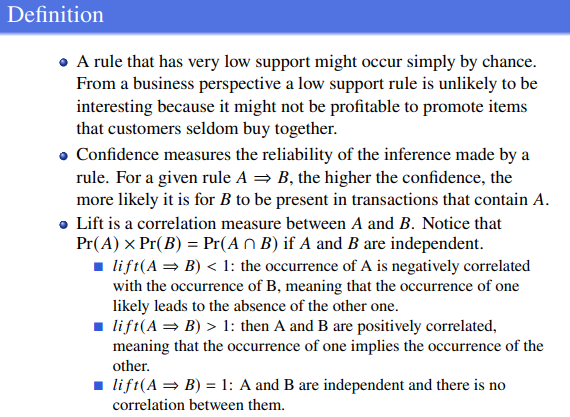 Definition
A rule that has very low support might occur simply by chance.
From a business perspective a low support rule is unlikely to be
interesting because it might not be profitable to promote items
that customers seldom buy together.
Confidence measures the reliability of the inference made by a
rule. For a given rule A ⇒ B, the higher the confidence, the
more likely it is for B to be present in transactions that contain A.
Lift is a correlation measure between A and B. Notice that
Pr(A) × Pr(B) = Pr(A ∩ B) if A and B are independent.
lift(A ⇒ B) < 1: the occurrence of A is negatively correlated
with the occurrence of B, meaning that the occurrence of one
likely leads to the absence of the other one.
lift(A ⇒ B) > 1: then A and B are positively correlated,
meaning that the occurrence of one implies the occurrence of the
other.
lift(A ⇒ B) = 1: A and B are independent and there is no
correlation between them.